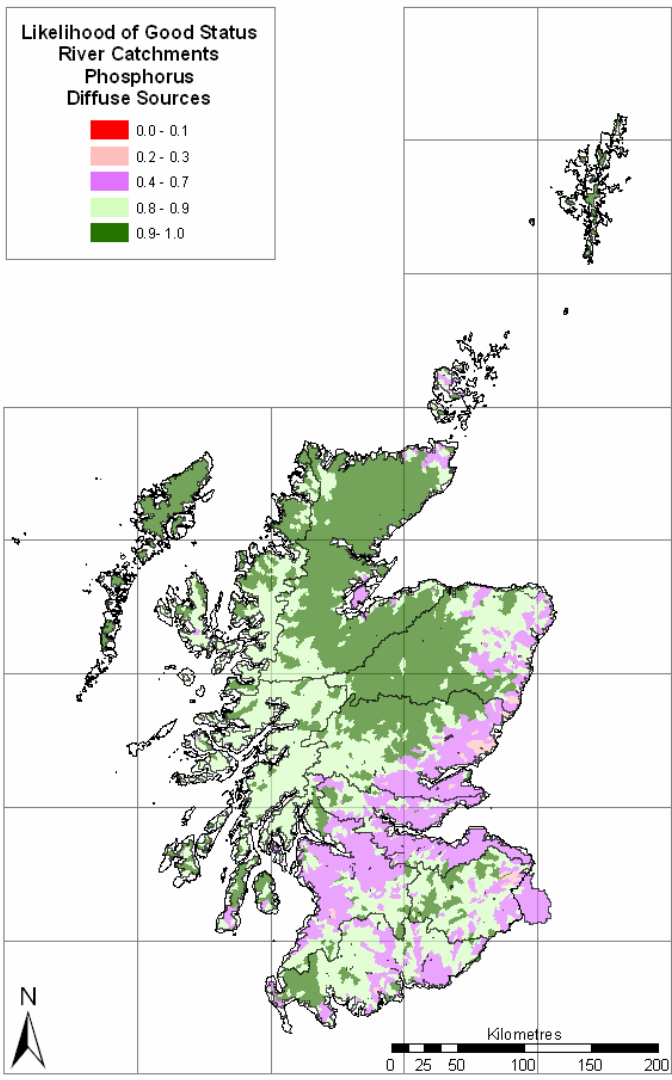 Likelihood of Good Status
River Catchments
Phosphorus
Diffuse Sources
0.0 - 0.1
0.2 - 0.3
0.4 - 0.7
0.8 - 0.9
0.9- 1.0
N
Kilometres
0 25 50 100 150 200